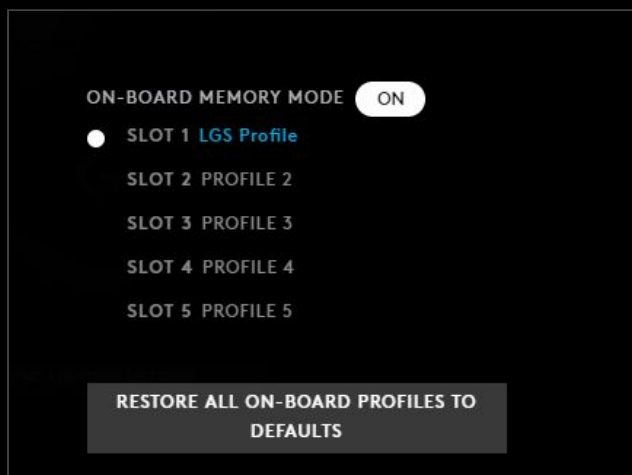 ON-BOARD MEMORY MODE ON
SLOT 1 LGS Profile
SLOT 2 PROFILE 2
SLOT 3 PROFILE 3
SLOT 4 PROFILE 4
SLOT 5 PROFILE 5
RESTORE ALL ON-BOARD PROFILES TO
DEFAULTS